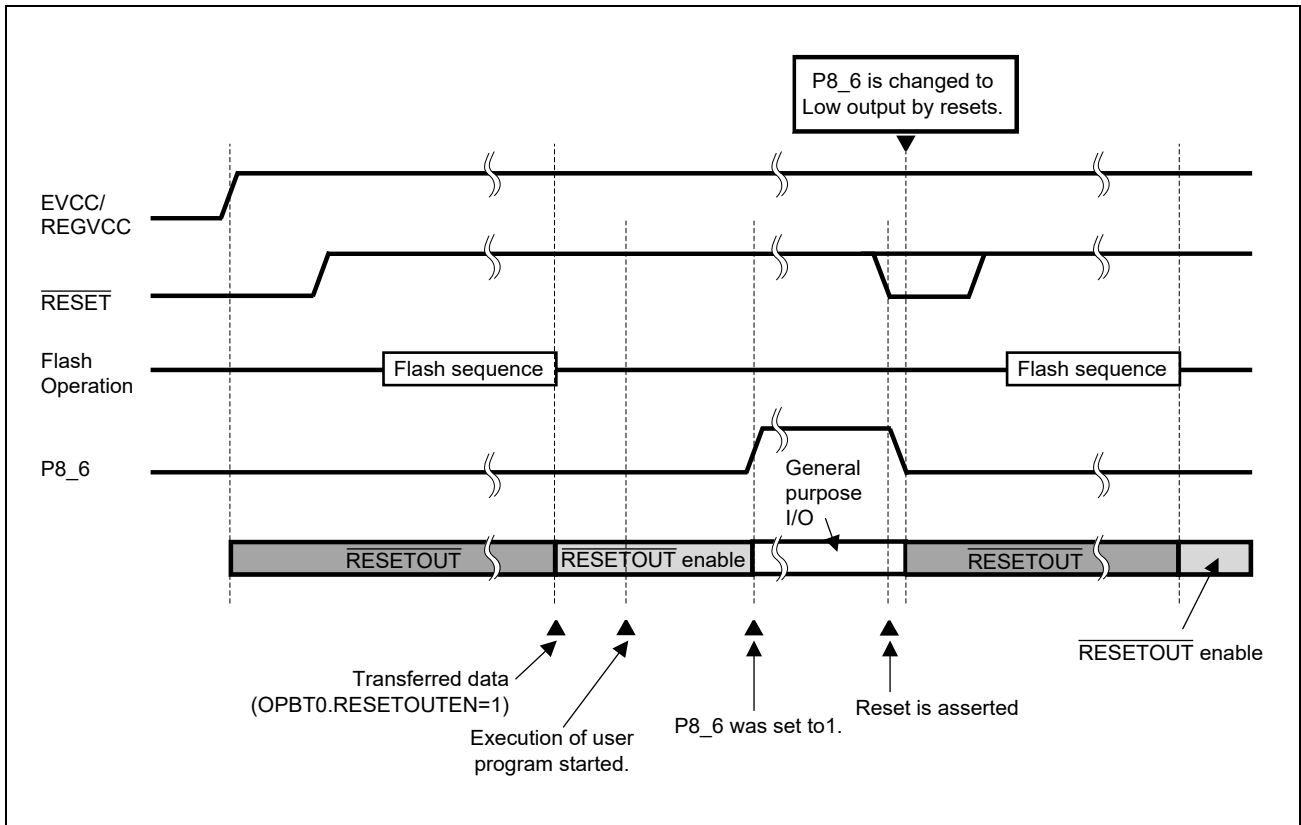 P8_6 is changed to
Low output by resets.
EVCC/
REGVCC
RESET
Flash
Operation
Flash sequence
Flash sequence
P8_6
General
purpose
I/O
RESETOUT
RESETOUT enable
RESETOUT
RESETOUT enable
Transferred data
(OPBT0.RESETOUTEN=1)
Execution of user
program started.
P8_6 was set to1.
Reset is asserted